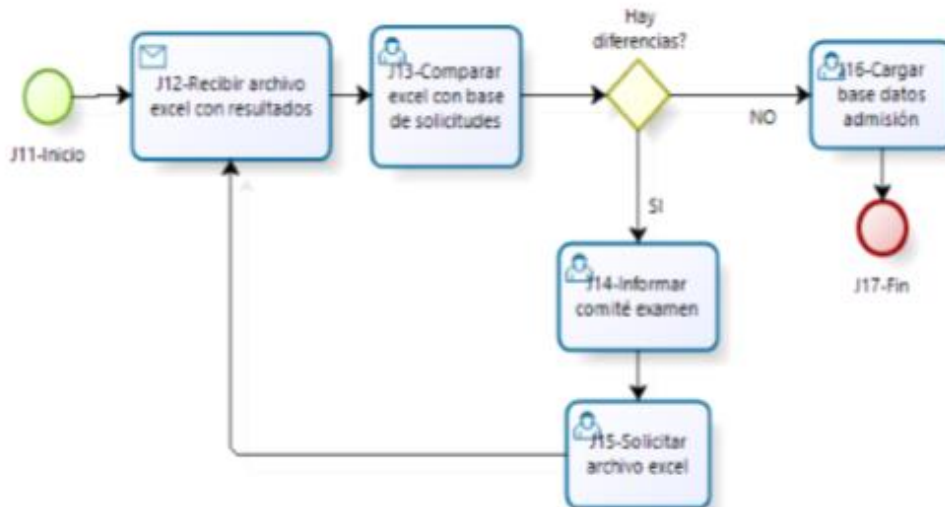 J11-Inicio
J12-Recibir archivo
excel con resultados
J13-Comparar
excel con base
de solicitudes
Hay
diferencias?
NO
J16-Cargar
base datos
admisión
J17-Fin
SI
J14-Informar
comité examen
J15-Solicitar
archivo excel